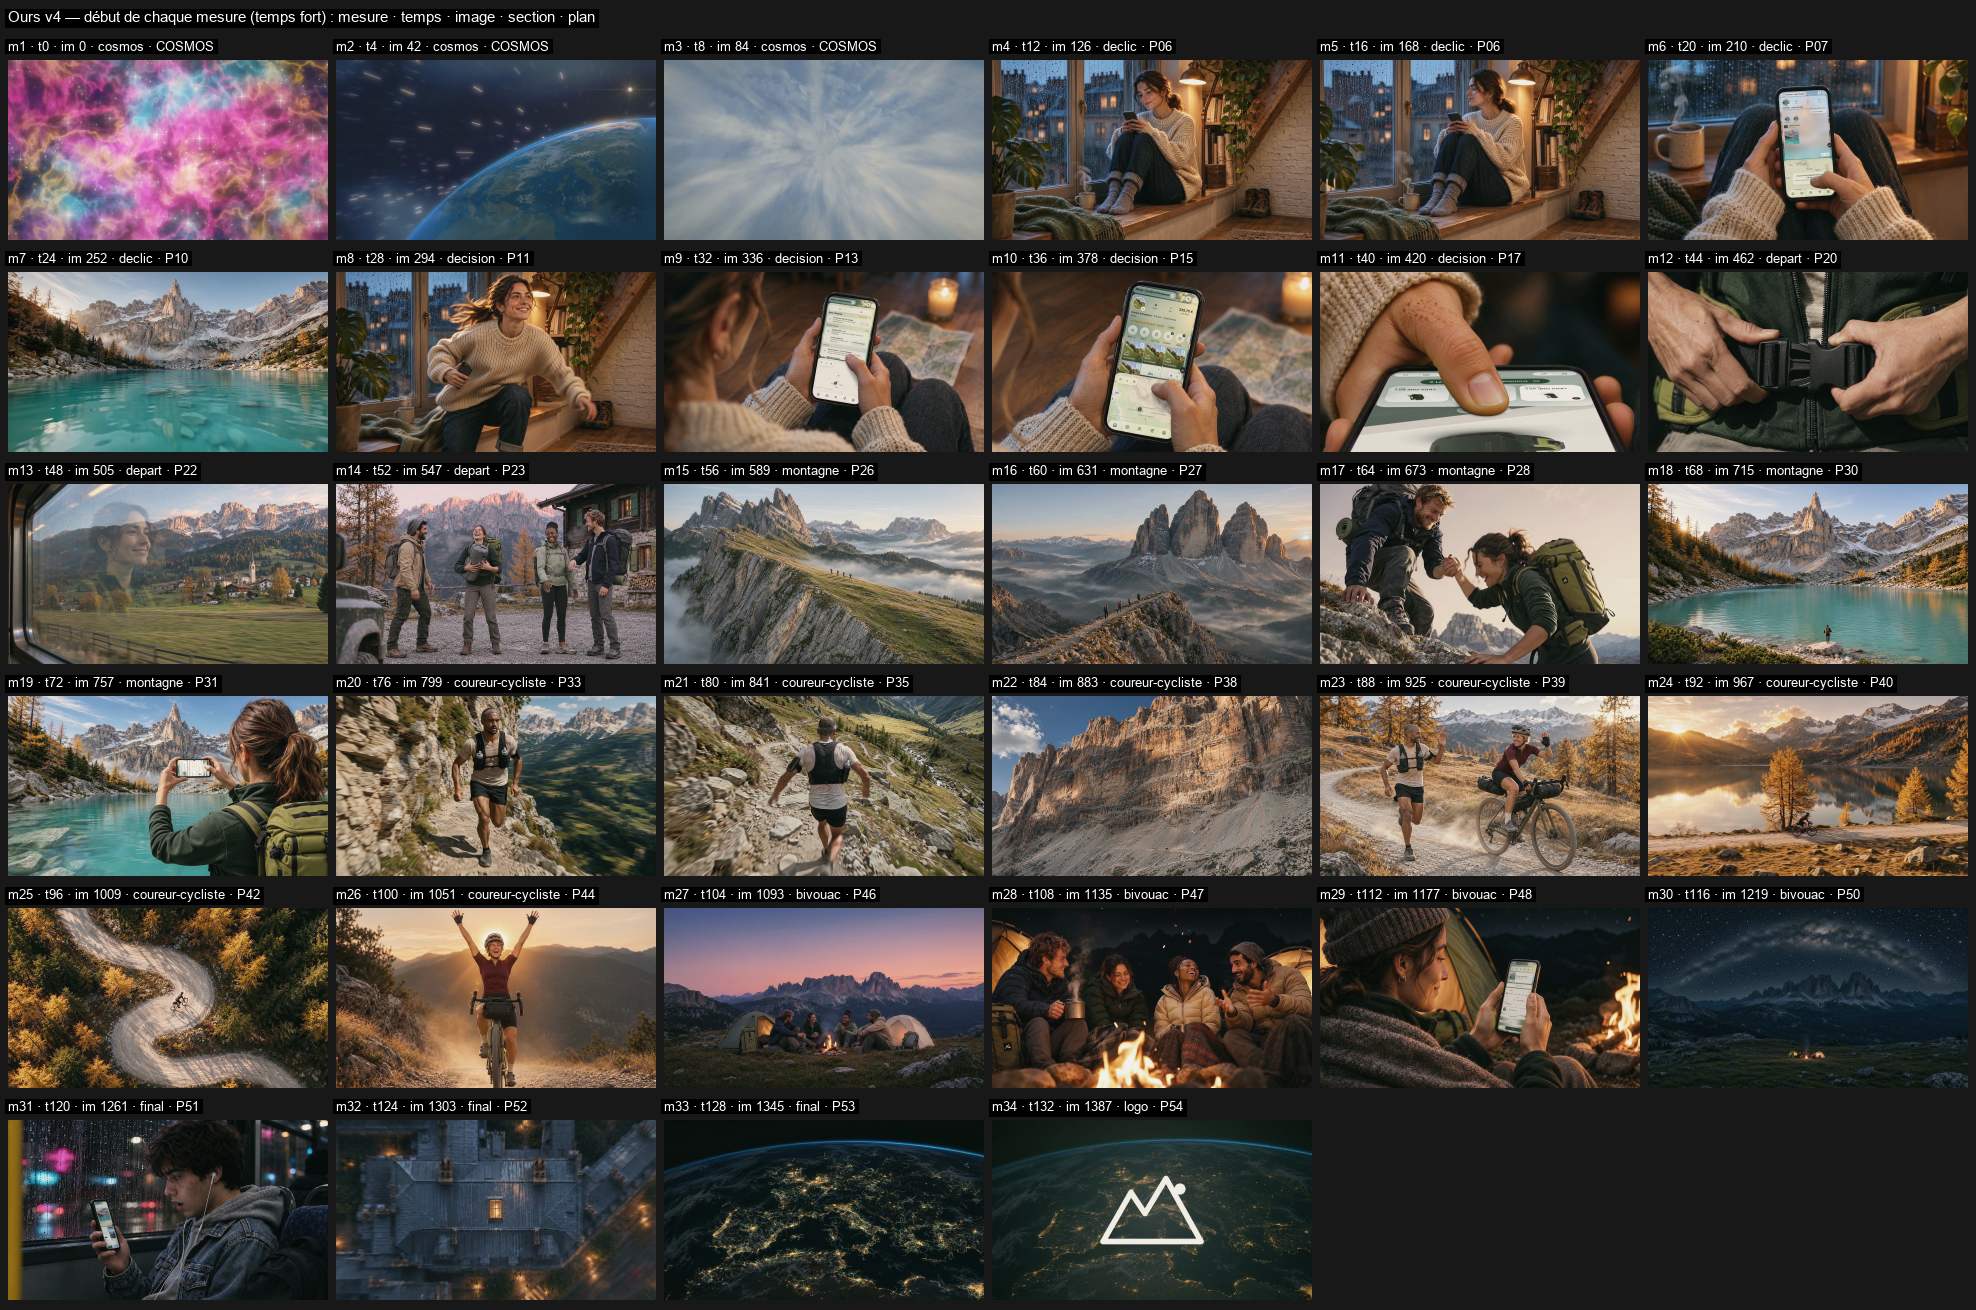 Ours v4 — début de chaque mesure (temps fort) : mesure · temps · image · section · plan
m1 · t0 · im 0 · cosmos · COSMOS
m2 · t4 · im 42 · cosmos · COSMOS
m3 · t8 · im 84 · cosmos · COSMOS
m4 · t12 · im 126 · declic · P06
m5 · t16 · im 168 · declic · P06
m6 · t20 · im 210 · declic · P07
m7 · t24 · im 252 · declic · P10
m8 · t28 · im 294 · decision · P11
m9 · t32 · im 336 · decision · P13
m10 · t36 · im 378 · decision · P15
m11 · t40 · im 420 · decision · P17
m12 · t44 · im 462 · depart · P20
m13 · t48 · im 505 · depart · P22
m14 · t52 · im 547 · depart · P23
m15 · t56 · im 589 · montagne · P26
m16 · t60 · im 631 · montagne · P27
m17 · t64 · im 673 · montagne · P28
m18 · t68 · im 715 · montagne · P30
m19 · t72 · im 757 · montagne · P31
m20 · t76 · im 799 · coureur-cycliste · P33
m21 · t80 · im 841 · coureur-cycliste · P35
m22 · t84 · im 883 · coureur-cycliste · P38
m23 · t88 · im 925 · coureur-cycliste · P39
m24 · t92 · im 967 · coureur-cycliste · P40
m25 · t96 · im 1009 · coureur-cycliste · P42
m26 · t100 · im 1051 · coureur-cycliste · P44
m27 · t104 · im 1093 · bivouac · P46
m28 · t108 · im 1135 · bivouac · P47
m29 · t112 · im 1177 · bivouac · P48
m30 · t116 · im 1219 · bivouac · P50
m31 · t120 · im 1261 · final · P51
m32 · t124 · im 1303 · final · P52
m33 · t128 · im 1345 · final · P53
m34 · t132 · im 1387 · logo · P54